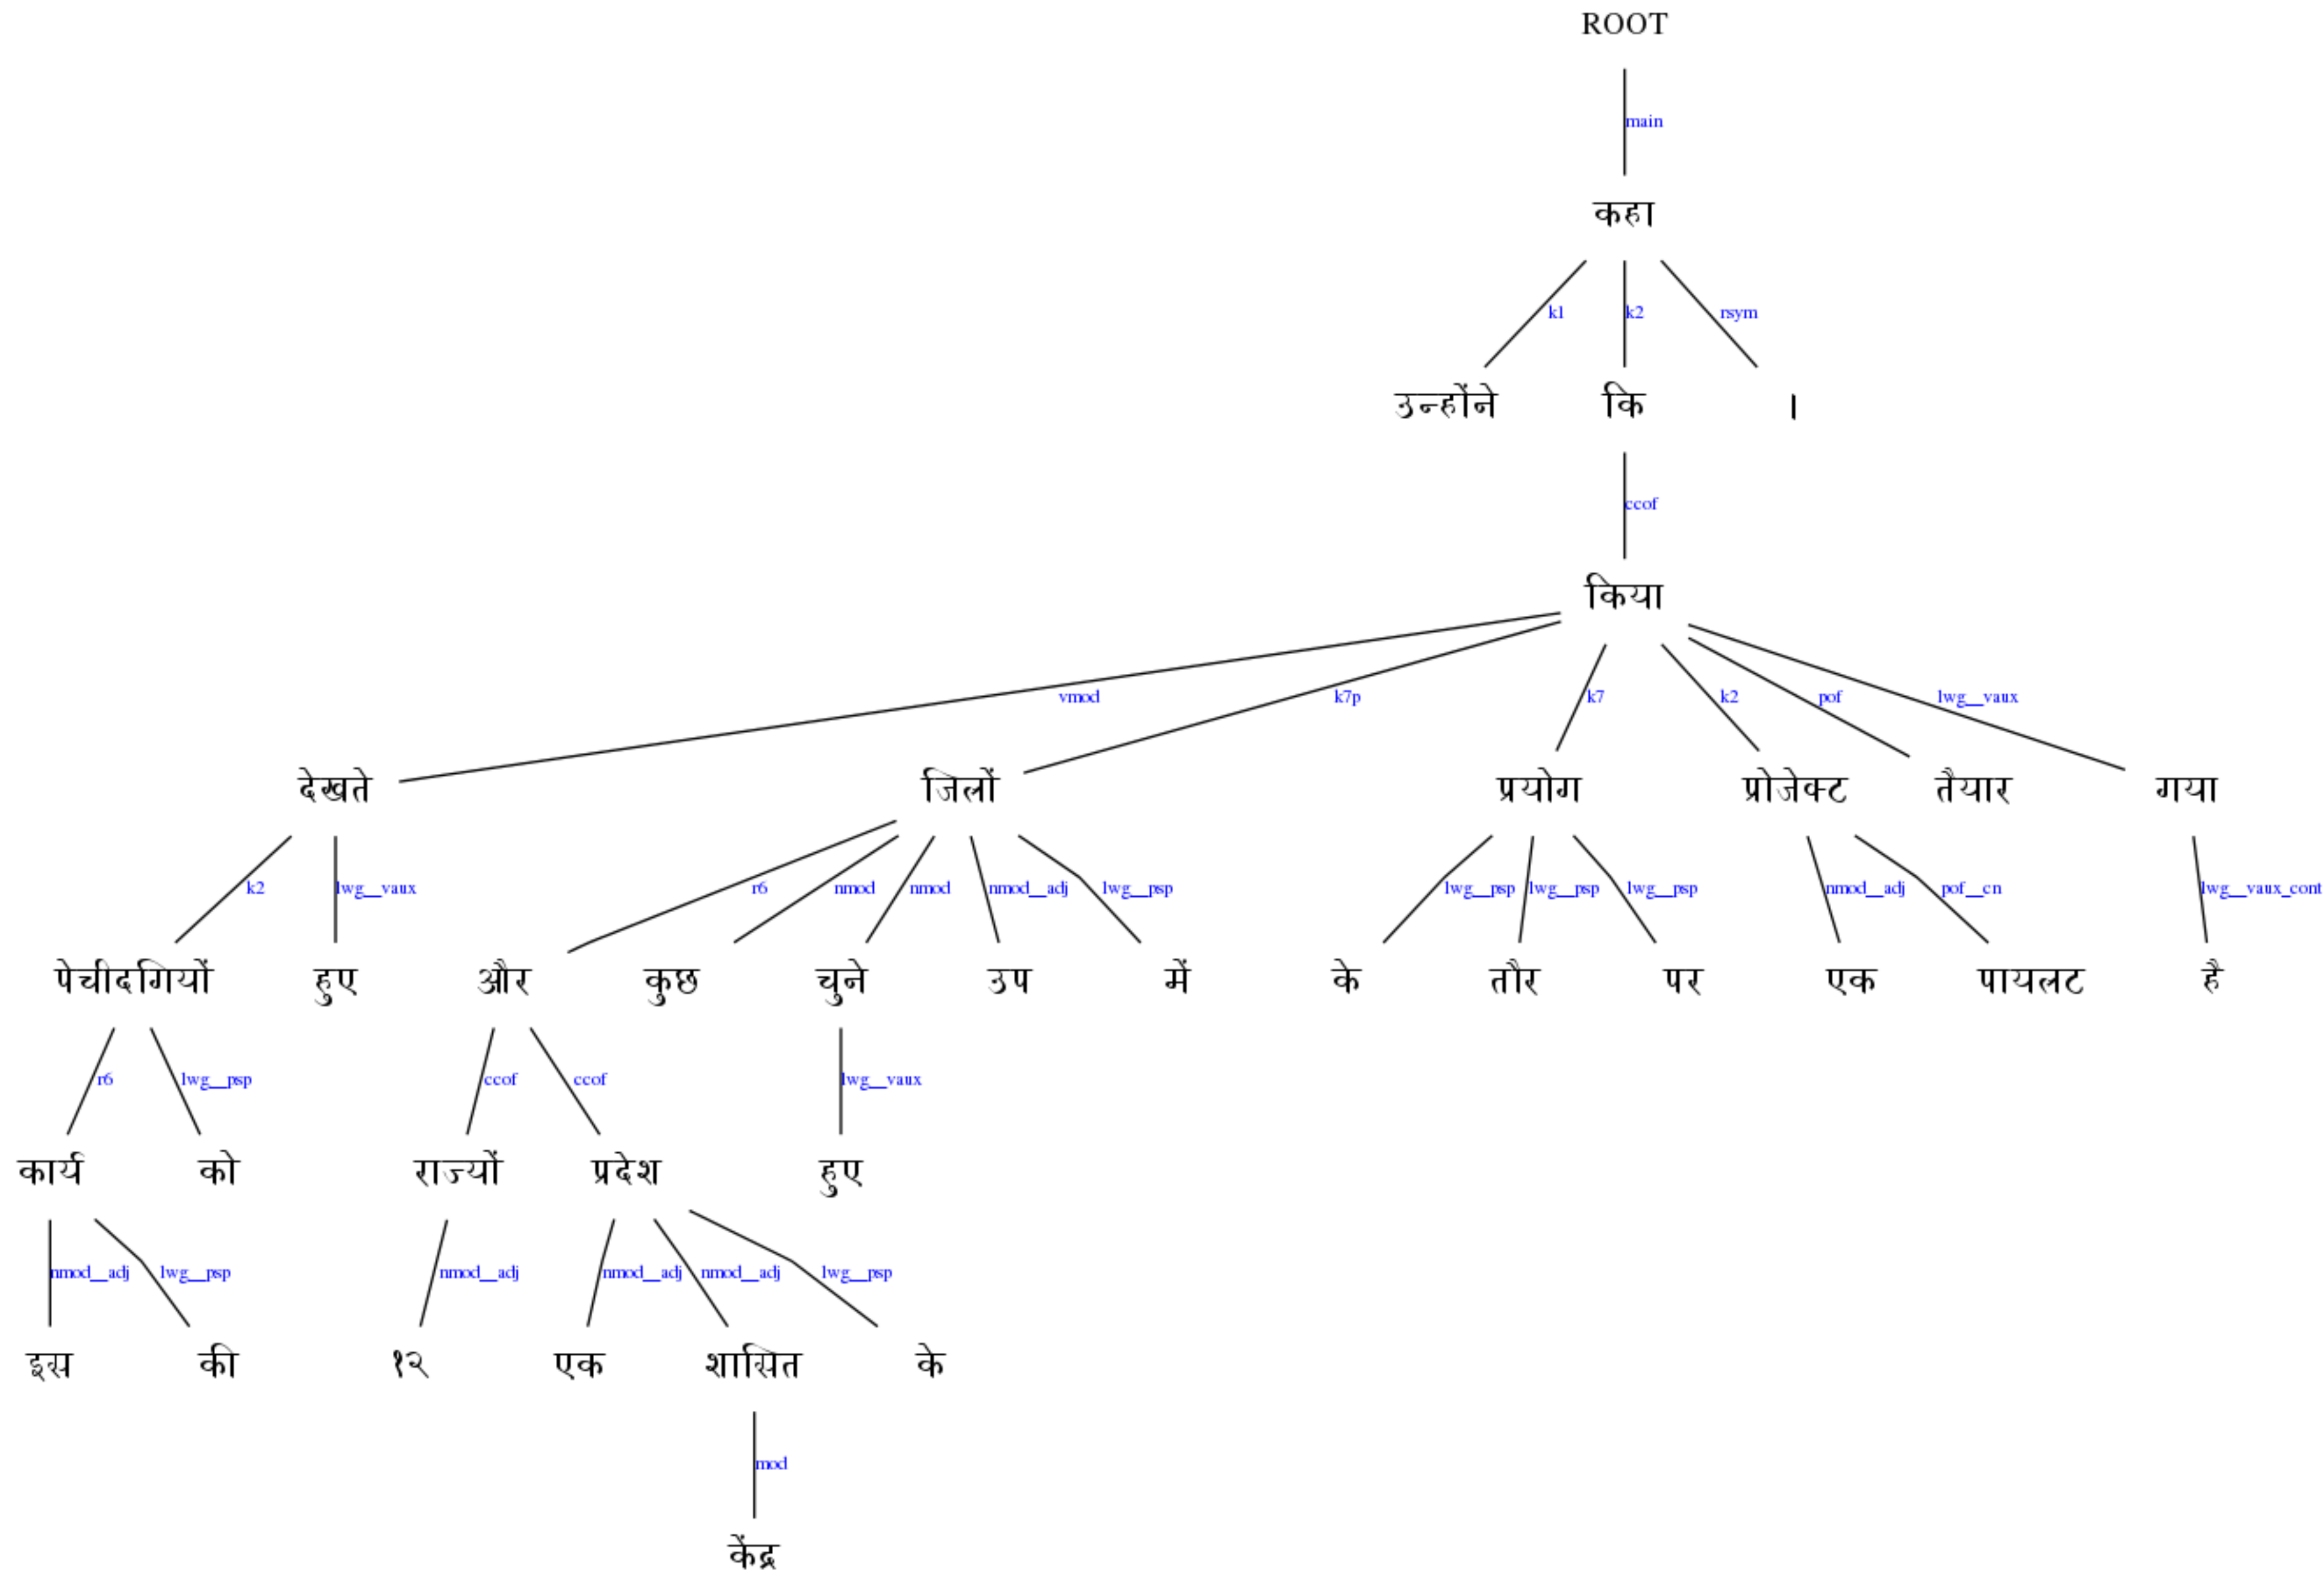 ROOT
main
कहा
k1 k2 rsym
उन्होंने कि ।
ccof
किया
vmod k7p k7 k2 pof lwg__vaux
देखते जिलों प्रयोग प्रोजेक्ट तैयार गया
k2 lwg__vaux r6 nmod nmod nmod__adj lwg__psp lwg__psp lwg__psp lwg__psp nmod__adj pof__cn lwg__vaux_cont
पेचीदगियों हुए और कुछ चुने उप में के तौर पर एक पायलट है
r6 lwg__psp ccof ccof lwg__vaux
कार्य को राज्यों प्रदेश हुए
nmod__adj lwg__psp nmod__adj nmod__adj nmod__adj lwg__psp
इस की १२ एक शासित के
mod
केंद्र